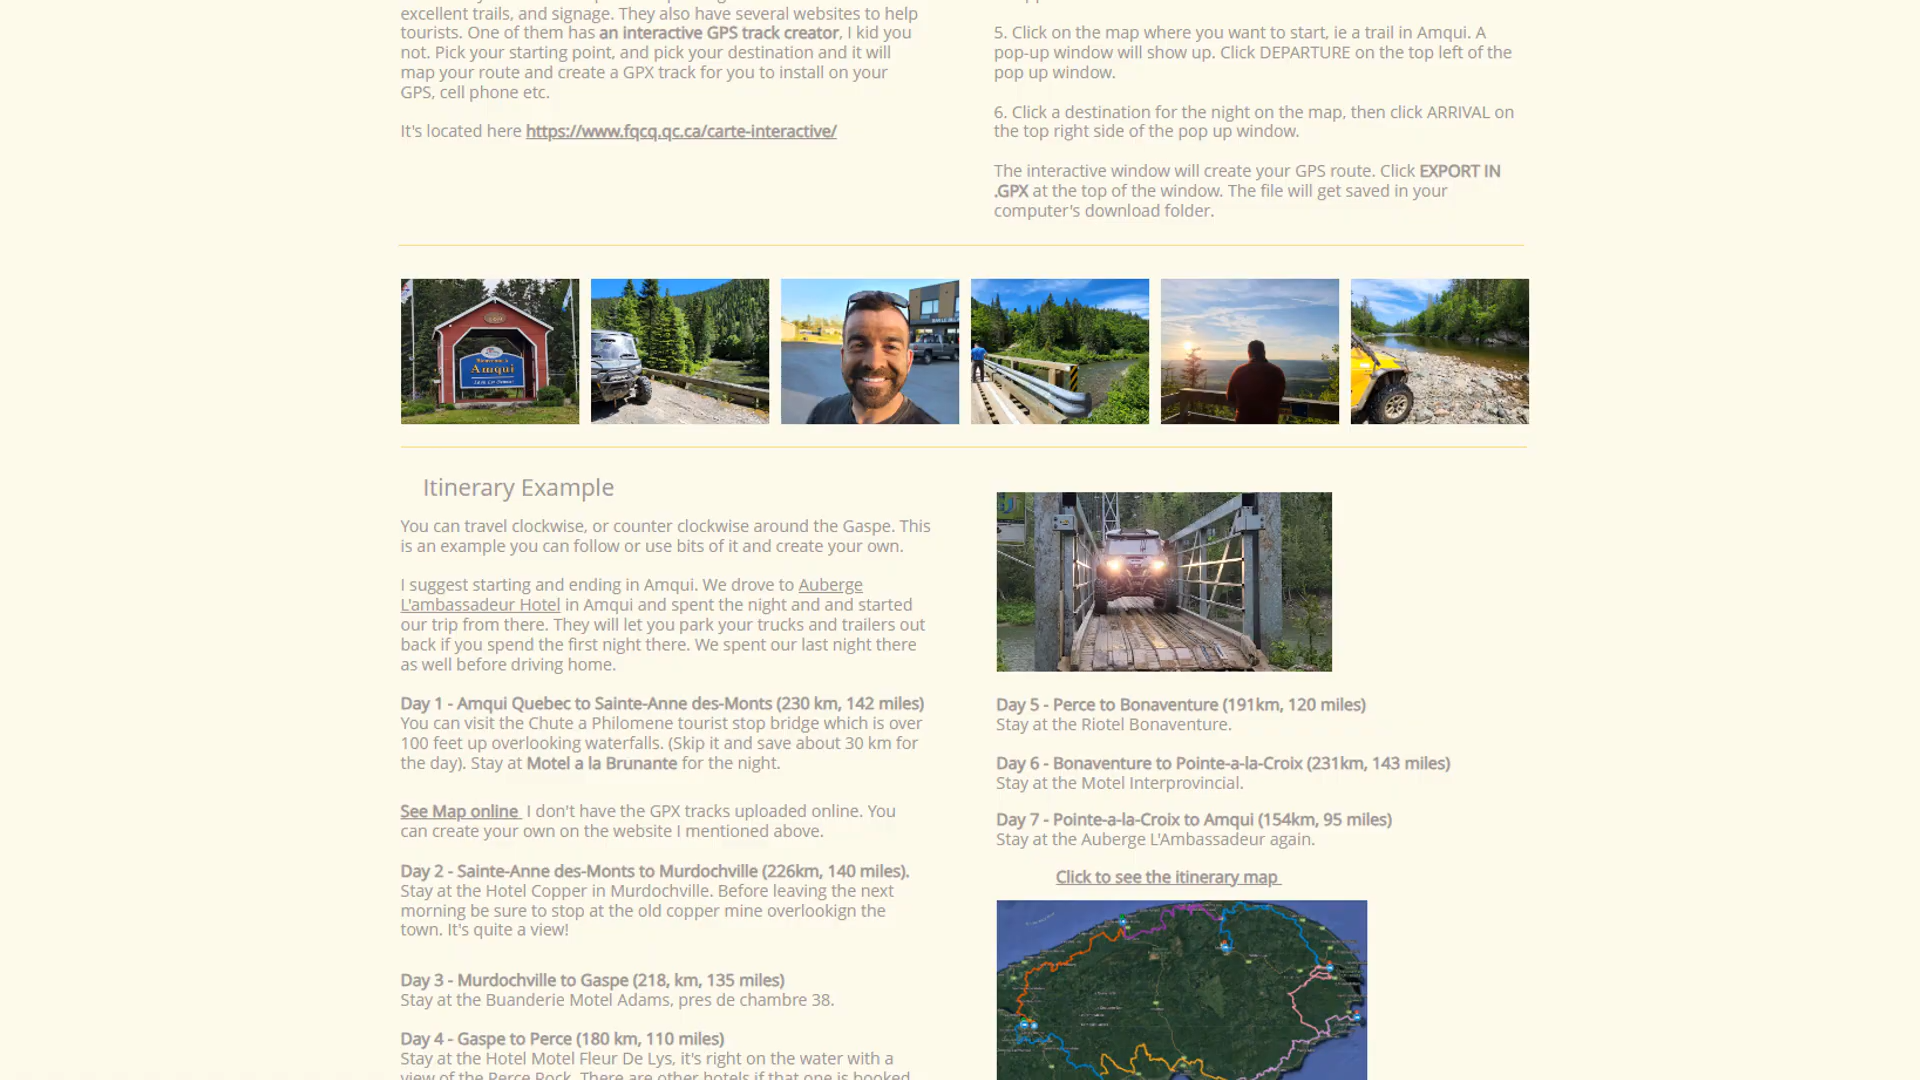 excellent trails, and signage. They also have several websites to help
tourists. One of them has an interactive GPS track creator, I kid you
not. Pick your starting point, and pick your destination and it will
map your route and create a GPX track for you to install on your
GPS, cell phone etc.
It's located here https://www.fqcq.qc.ca/carte-interactive/
5. Click on the map where you want to start, ie a trail in Amqui. A
pop-up window will show up. Click DEPARTURE on the top left of the
pop up window.
6. Click a destination for the night on the map, then click ARRIVAL on
the top right side of the pop up window.
The interactive window will create your GPS route. Click EXPORT IN
.GPX at the top of the window. The file will get saved in your
computer's download folder.
Amqui
Itinerary Example
You can travel clockwise, or counter clockwise around the Gaspe. This
is an example you can follow or use bits of it and create your own.
I suggest starting and ending in Amqui. We drove to Auberge
L'ambassadeur Hotel in Amqui and spent the night and and started
our trip from there. They will let you park your trucks and trailers out
back if you spend the first night there. We spent our last night there
as well before driving home.
Day 1 - Amqui Quebec to Sainte-Anne des-Monts (230 km, 142 miles)
You can visit the Chute a Philomene tourist stop bridge which is over
100 feet up overlooking waterfalls. (Skip it and save about 30 km for
the day). Stay at Motel a la Brunante for the night.
See Map online I don't have the GPX tracks uploaded online. You
can create your own on the website I mentioned above.
Day 2 - Sainte-Anne des-Monts to Murdochville (226km, 140 miles).
Stay at the Hotel Copper in Murdochville. Before leaving the next
morning be sure to stop at the old copper mine overlookign the
town. It's quite a view!
Day 3 - Murdochville to Gaspe (218, km, 135 miles)
Stay at the Buanderie Motel Adams, pres de chambre 38.
Day 4 - Gaspe to Perce (180 km, 110 miles)
Stay at the Hotel Motel Fleur De Lys, it's right on the water with a
view of the Perce Rock. There are other hotels if that one is booked
Day 5 - Perce to Bonaventure (191km, 120 miles)
Stay at the Riotel Bonaventure.
Day 6 - Bonaventure to Pointe-a-la-Croix (231km, 143 miles)
Stay at the Motel Interprovincial.
Day 7 - Pointe-a-la-Croix to Amqui (154km, 95 miles)
Stay at the Auberge L'Ambassadeur again.
Click to see the itinerary map